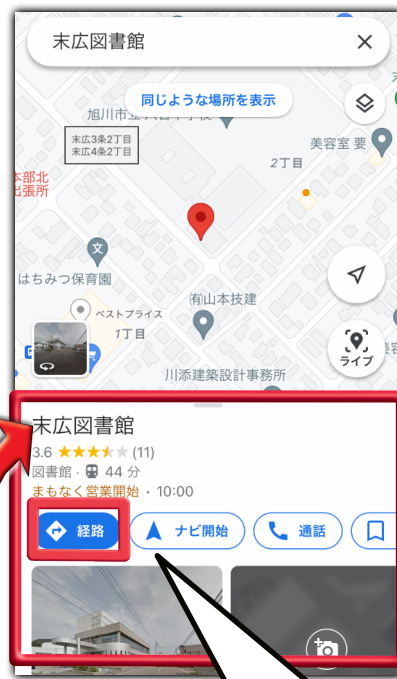 末広図書館
同じような場所を表示
旭川市立
末広3条2丁目
末広4条2丁目
美容室 要
2丁目
本部北
出張所
はちみつ保育園
文
ベストプライス
1丁目
㈲山本技建
ライブ
川添建築設計事務所
末広図書館
3.6 (11)
図書館 · 44 分
まもなく営業開始 · 10:00
経路
ナビ開始
通話